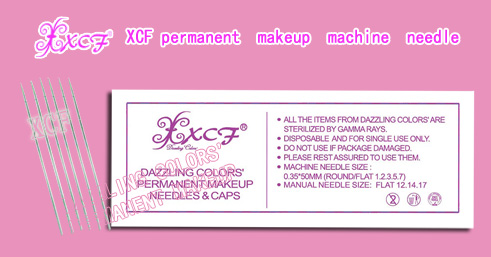 XCF® XCF permanent makeup machine needle
XCF
XCF®
Dazzling Colors
DAZZLING COLORS'
PERMANENT MAKEUP
NEEDLES & CAPS
• ALL THE ITEMS FROM DAZZLING COLORS' ARE
STERILIZED BY GAMMA RAYS.
• DISPOSABLE AND FOR SINGLE USE ONLY.
• DO NOT USE IF PACKAGE DAMAGED.
• PLEASE REST ASSURED TO USE THEM.
• MACHINE NEEDLE SIZE :
0.35*50MM (ROUND/FLAT 1.2.3.5.7)
• MANUAL NEEDLE SIZE: FLAT 12.14.17